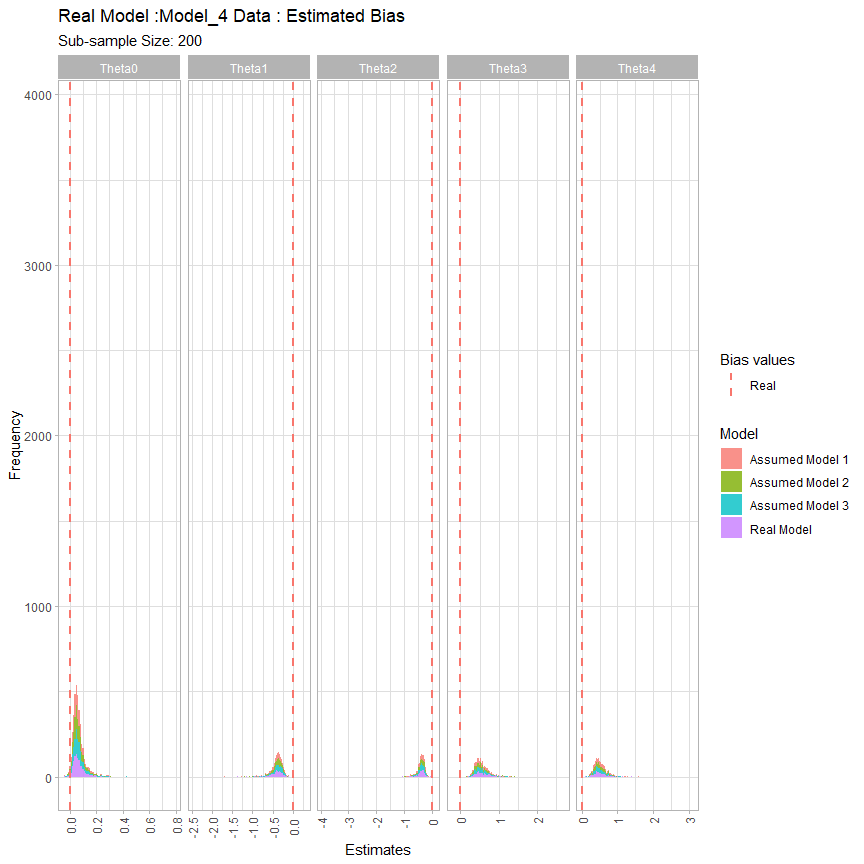 Real Model :Model_4 Data : Estimated Bias
Sub-sample Size: 200
Theta0 Theta1 Theta2 Theta3 Theta4
4000
3000
2000
1000
0
Frequency
0.0 0.2 0.4 0.6 0.8 -2.5 -2.0 -1.5 -1.0 -0.5 0.0 -4 -3 -2 -1 0 0 1 2 0 1 2 3
Estimates
Bias values
Real
Model
Assumed Model 1
Assumed Model 2
Assumed Model 3
Real Model